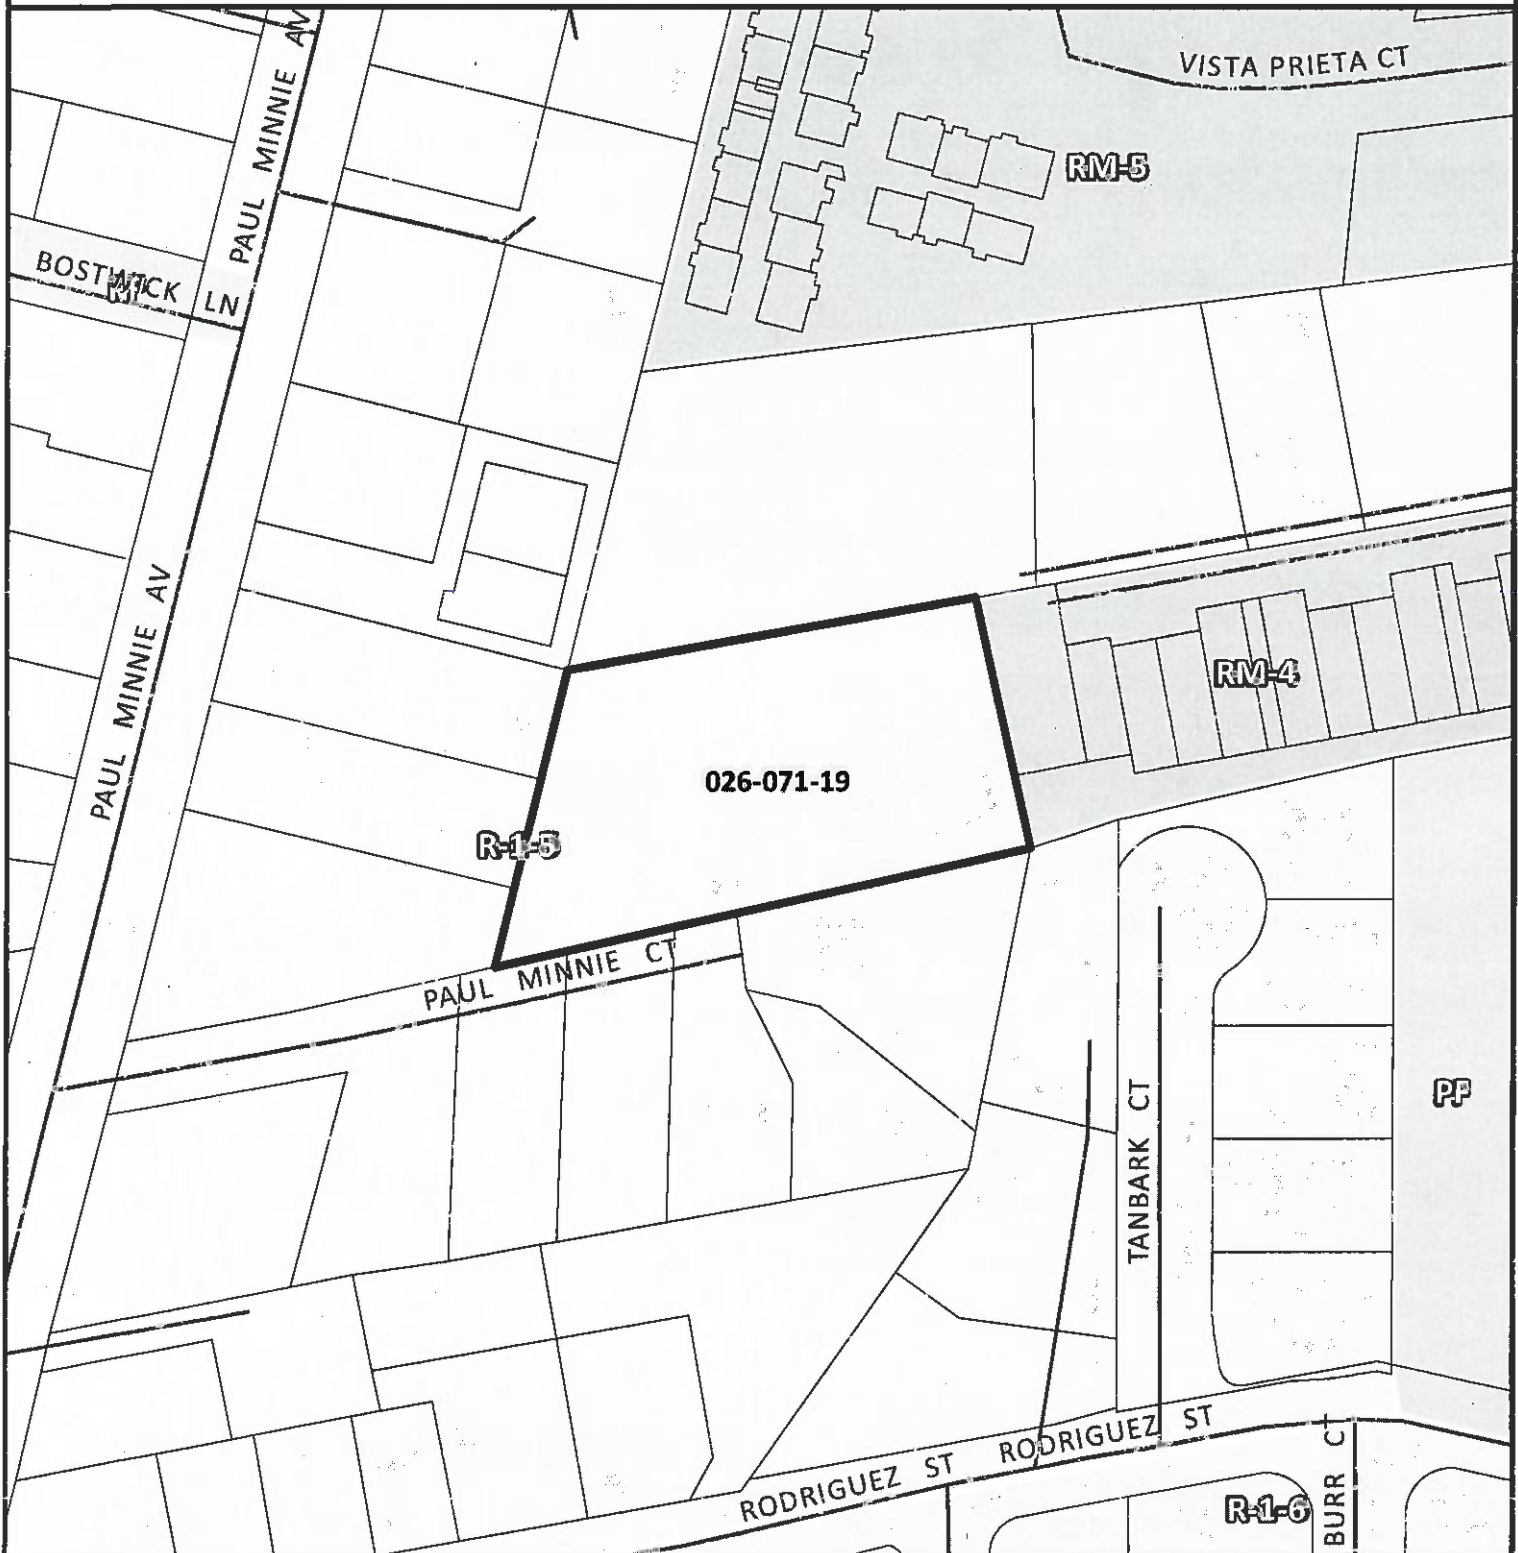 PAUL MINNIE AV
VISTA PRIETA CT
RM-5
BOSTWICK LN
PAUL MINNIE AV
RM-4
026-071-19
R-1-5
PAUL MINNIE CT
TANBARK CT
PF
RODRIGUEZ ST
RODRIGUEZ ST
BURR CT
R-1-6